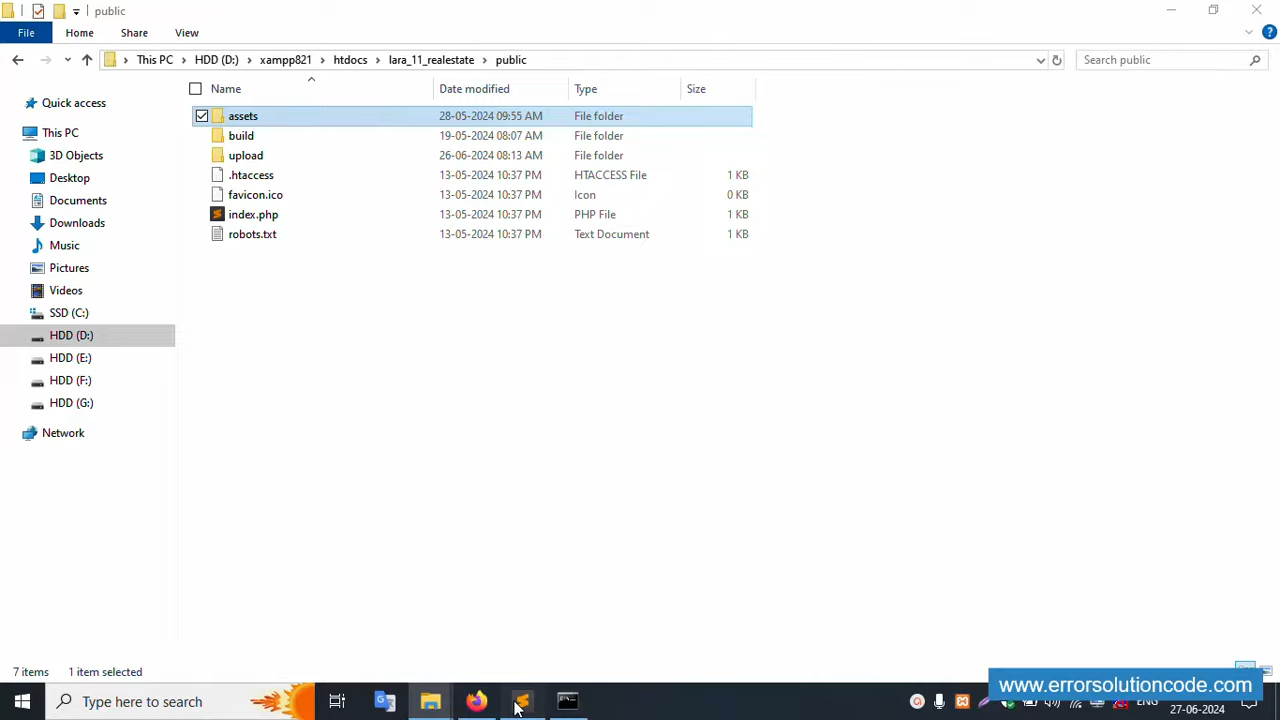 public
File Home Share View
This PC HDD (D:) xampp821 htdocs lara_11_realestate public
Search public
Name Date modified Type Size
assets 28-05-2024 09:55 AM File folder
build 19-05-2024 08:07 AM File folder
upload 26-06-2024 08:13 AM File folder
.htaccess 13-05-2024 10:37 PM HTACCESS File 1 KB
favicon.ico 13-05-2024 10:37 PM Icon 0 KB
index.php 13-05-2024 10:37 PM PHP File 1 KB
robots.txt 13-05-2024 10:37 PM Text Document 1 KB
Quick access
This PC
3D Objects
Desktop
Documents
Downloads
Music
Pictures
Videos
SSD (C:)
HDD (D:)
HDD (E:)
HDD (F:)
HDD (G:)
Network
7 items 1 item selected
www.errorsolutioncode.com
Type here to search
ENG
27-06-2024